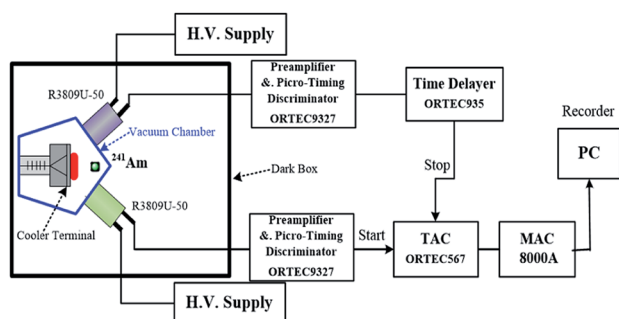 H.V. Supply
R3809U-50
Preamplifier
&. Picro-Timing
Discriminator
ORTEC9327
Time Delayer
ORTEC935
Recorder
PC
Vacuum Chamber
241Am
Dark Box
Stop
R3809U-50
Cooler Terminal
Preamplifier
&. Picro-Timing
Discriminator
ORTEC9327
Start
TAC
ORTEC567
MAC
8000A
H.V. Supply